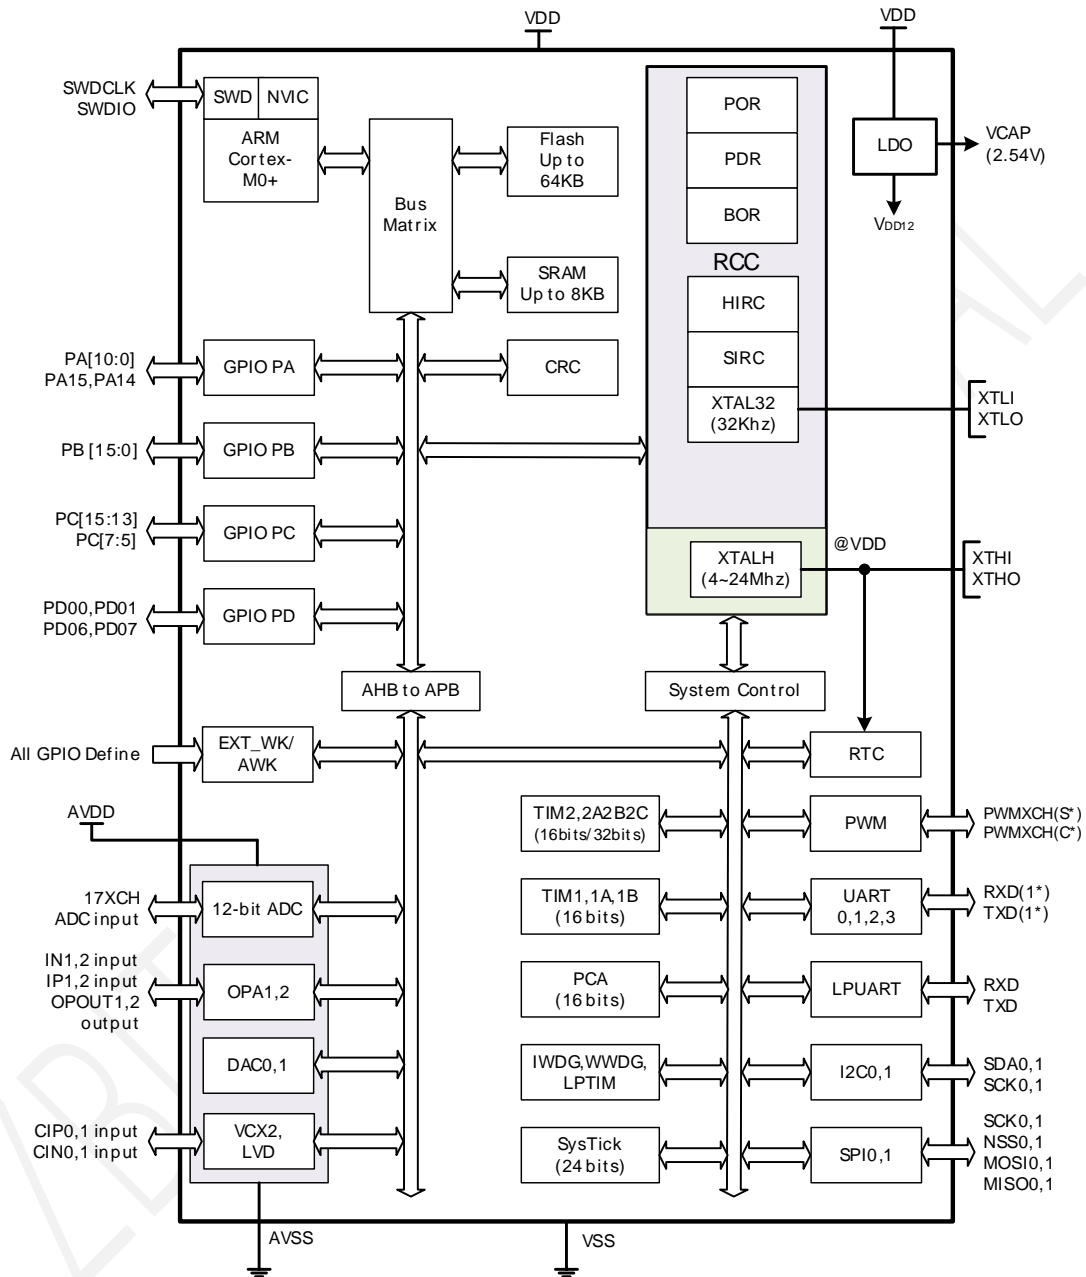 VDD
VDD
SWDCLK
SWDIO
SWD
NVIC
ARM
Cortex-
M0+
Bus
Matrix
Flash
Up to
64KB
SRAM
Up to 8KB
POR
PDR
BOR
RCC
HIRC
SIRC
XTAL32
(32Khz)
LDO
VCAP
(2.54V)
VDD12
PA[10:0]
PA15,PA14
GPIO PA
CRC
XTLI
XTLO
PB [15:0]
GPIO PB
PC[15:13]
PC[7:5]
GPIO PC
XTALH
(4~24Mhz)
@VDD
XTHI
XTHO
PD00,PD01
PD06,PD07
GPIO PD
AHB to APB
System Control
All GPIO Define
EXT_WK/
AWK
RTC
AVDD
TIM2,2A2B2C
(16bits/32bits)
PWM
PWMXCH(S*)
PWMXCH(C*)
17XCH
ADC input
12-bit ADC
TIM1,1A,1B
(16bits)
UART
0,1,2,3
RXD(1*)
TXD(1*)
IN1,2 input
IP1,2 input
OPOUT1,2
output
OPA1,2
PCA
(16bits)
LPUART
RXD
TXD
DAC0,1
IWDG,WWDG,
LPTIM
I2C0,1
SDA0,1
SCK0,1
CIP0,1 input
CIN0,1 input
VCX2,
LVD
SysTick
(24bits)
SPI0,1
SCK0,1
NSS0,1
MOSI0,1
MISO0,1
AVSS
VSS